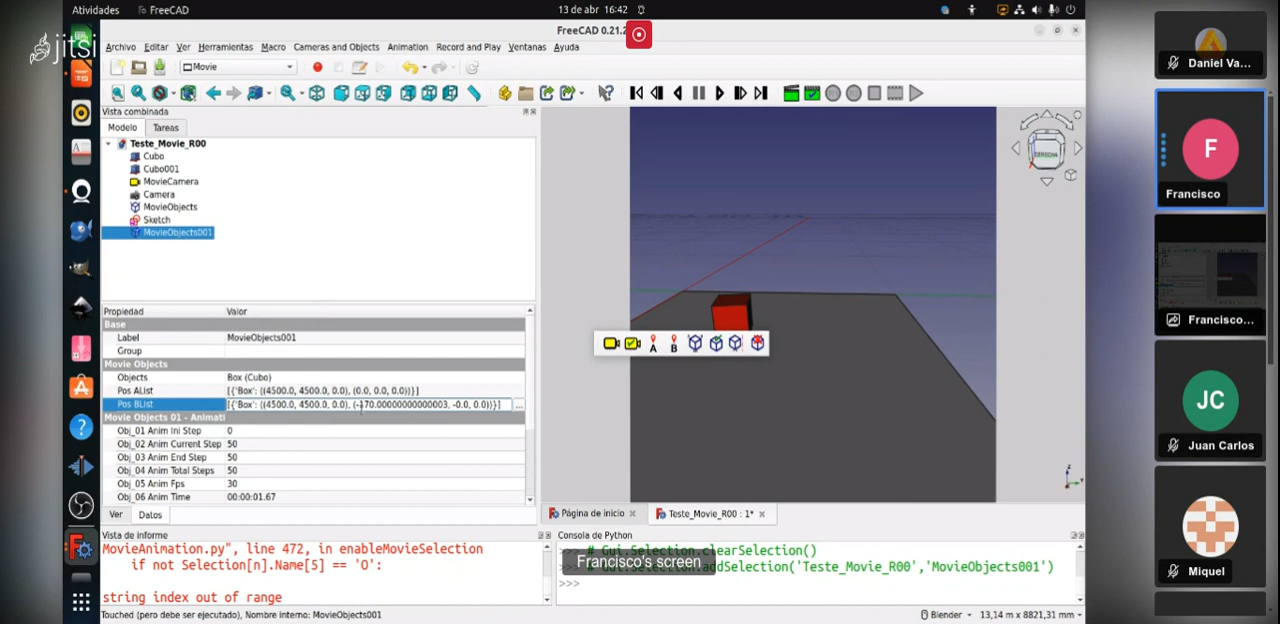 Atividades FreeCAD 13 de abr 16:42
FreeCAD 0.21.2
jitsi
Archivo Editar Ver Herramientas Macro Cameras and Objects Animation Record and Play Ventanas Ayuda
Movie
Vista combinada
Modelo Tareas
Teste_Movie_R00
Cubo
Cubo001
MovieCamera
Camera
MovieObjects
Sketch
MovieObjects001
Propiedad Valor
Base
Label MovieObjects001
Group
Movie Objects
Objects Box (Cubo)
Pos AList [{'Box': ((4500.0, 4500.0, 0.0), (0.0, 0.0, 0.0))}]
Pos BList [{'Box': ((4500.0, 4500.0, 0.0), (-170.00000000000003, -0.0, 0.0))}] ...
Movie Objects 01 - Animati
Obj_01 Anim Ini Step 0
Obj_02 Anim Current Step 50
Obj_03 Anim End Step 50
Obj_04 Anim Total Steps 50
Obj_05 Anim Fps 30
Obj_06 Anim Time 00:00:01.67
Ver Datos
A B
DERECHA
Página de inicio Teste_Movie_R00 : 1*
Vista de informe
MovieAnimation.py", line 472, in enableMovieSelection
if not Selection[n].Name[5] == 'O':
string index out of range
Consola de Python
>>> # Gui.Selection.clearSelection()
>>> # Gui.Selection.addSelection('Teste_Movie_R00','MovieObjects001')
>>>
Francisco's screen
Touched (pero debe ser ejecutado), Nombre interno: MovieObjects001
Blender 13,14 m x 8821,31 mm
Daniel Va...
F
Francisco
Francisco...
JC
Juan Carlos
Miquel